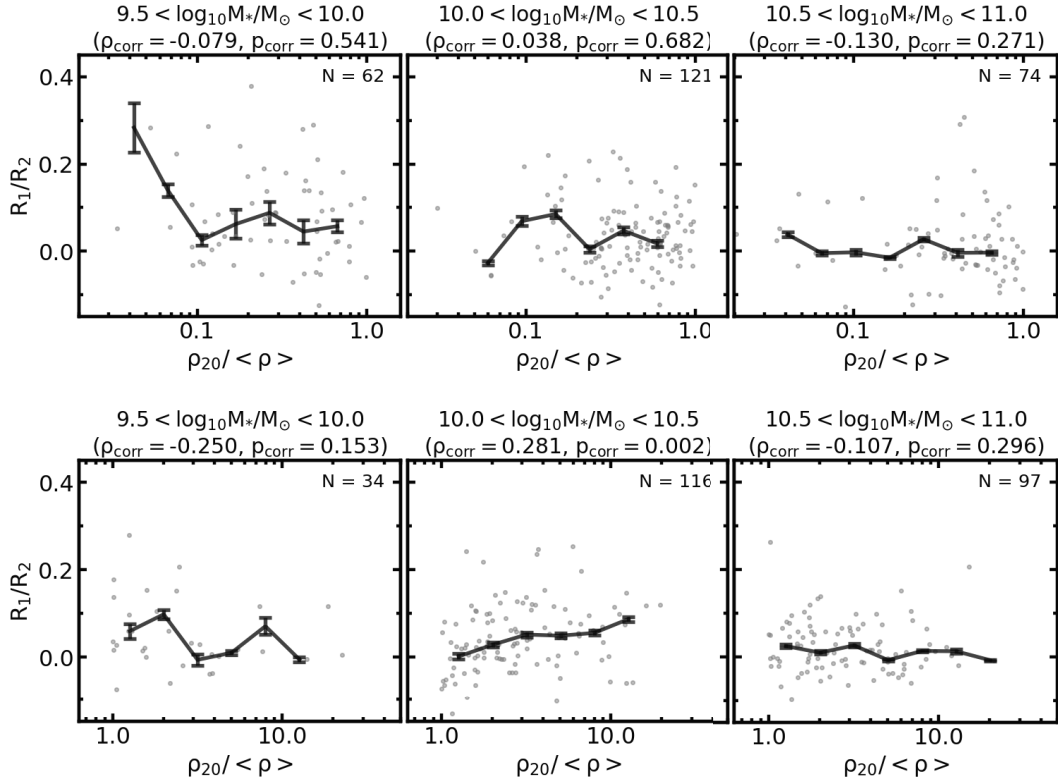 9.5 < log₁₀M*/M⊙ < 10.0
(ρcorr = -0.079, pcorr = 0.541)
10.0 < log₁₀M*/M⊙ < 10.5
(ρcorr = 0.038, pcorr = 0.682)
10.5 < log₁₀M*/M⊙ < 11.0
(ρcorr = -0.130, pcorr = 0.271)
N = 62
N = 121
N = 74
0.4
0.2
0.0
R₁/R₂
0.1 1.0
0.1 1.0
0.1 1.0
ρ₂₀/ < ρ >
ρ₂₀/ < ρ >
ρ₂₀/ < ρ >
9.5 < log₁₀M*/M⊙ < 10.0
(ρcorr = -0.250, pcorr = 0.153)
10.0 < log₁₀M*/M⊙ < 10.5
(ρcorr = 0.281, pcorr = 0.002)
10.5 < log₁₀M*/M⊙ < 11.0
(ρcorr = -0.107, pcorr = 0.296)
N = 34
N = 116
N = 97
0.4
0.2
0.0
R₁/R₂
1.0 10.0
1.0 10.0
1.0 10.0
ρ₂₀/ < ρ >
ρ₂₀/ < ρ >
ρ₂₀/ < ρ >